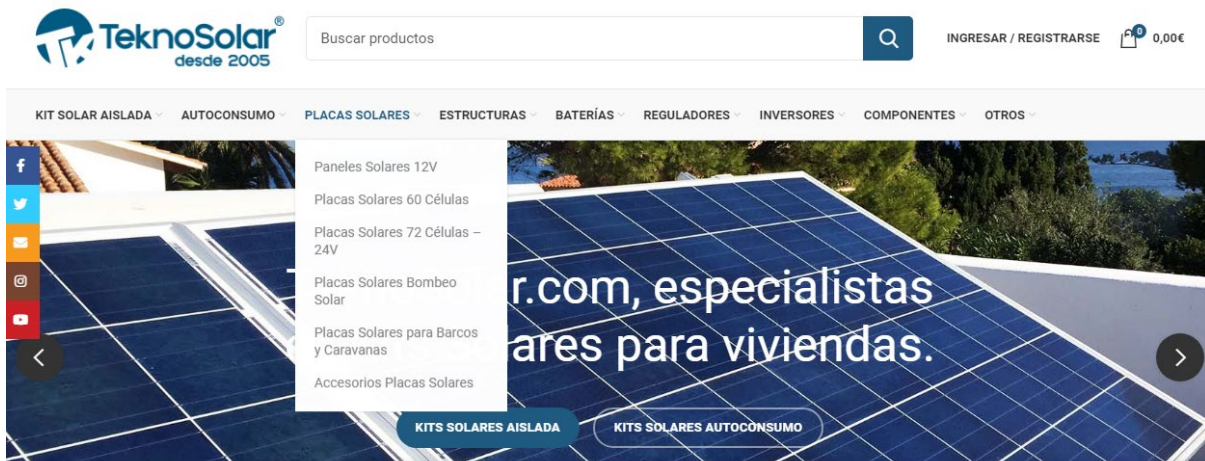 TeknoSolar®
desde 2005
Buscar productos
INGRESAR / REGISTRARSE
0
0,00€
KIT SOLAR AISLADA
AUTOCONSUMO
PLACAS SOLARES
ESTRUCTURAS
BATERÍAS
REGULADORES
INVERSORES
COMPONENTES
OTROS
Paneles Solares 12V
Placas Solares 60 Células
Placas Solares 72 Células –
24V
Placas Solares Bombeo
Solar
Placas Solares para Barcos
y Caravanas
Accesorios Placas Solares
r.com, especialistas
ares para viviendas.
KITS SOLARES AISLADA
KITS SOLARES AUTOCONSUMO